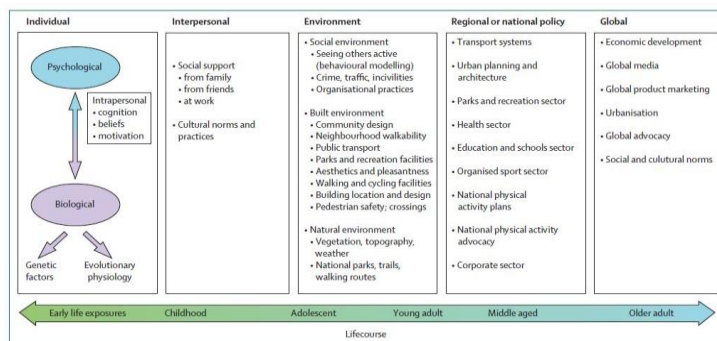 Individual
Psychological
Intrapersonal
• cognition
• beliefs
• motivation
Biological
Genetic
factors
Evolutionary
physiology
Interpersonal
• Social support
• from family
• from friends
• at work
• Cultural norms and
practices
Environment
• Social environment
• Seeing others active
(behavioural modelling)
• Crime, traffic, incivilities
• Organisational practices
• Built environment
• Community design
• Neighbourhood walkability
• Public transport
• Parks and recreation facilities
• Aesthetics and pleasantness
• Walking and cycling facilities
• Building location and design
• Pedestrian safety; crossings
• Natural environment
• Vegetation, topography,
weather
• National parks, trails,
walking routes
Regional or national policy
• Transport systems
• Urban planning and
architecture
• Parks and recreation sector
• Health sector
• Education and schools sector
• Organised sport sector
• National physical
activity plans
• National physical activity
advocacy
• Corporate sector
Global
• Economic development
• Global media
• Global product marketing
• Urbanisation
• Global advocacy
• Social and culutural norms
Early life exposures
Childhood
Adolescent
Young adult
Middle aged
Older adult
Lifecourse